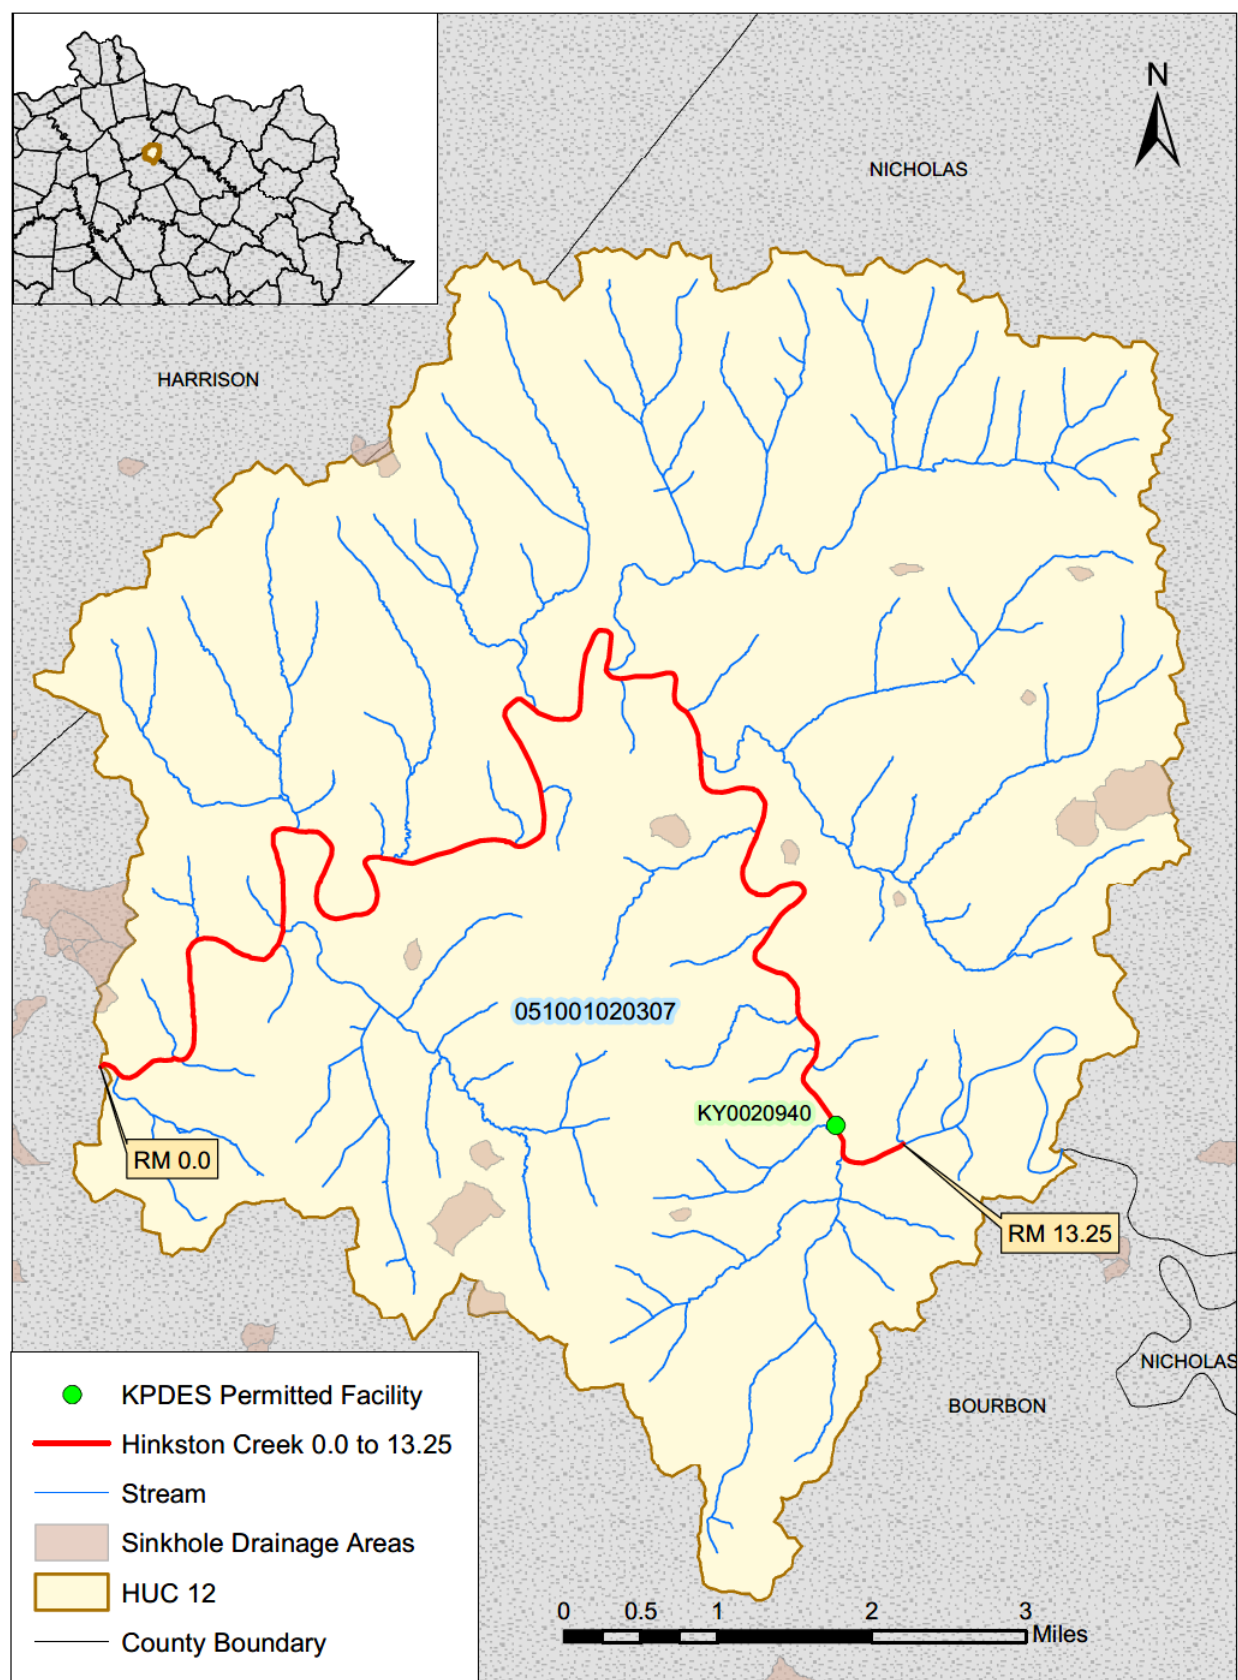 N
NICHOLAS
HARRISON
051001020307
KY0020940
RM 0.0
RM 13.25
NICHOLAS
BOURBON
KPDES Permitted Facility
Hinkston Creek 0.0 to 13.25
Stream
Sinkhole Drainage Areas
HUC 12
County Boundary
0 0.5 1 2 3
Miles